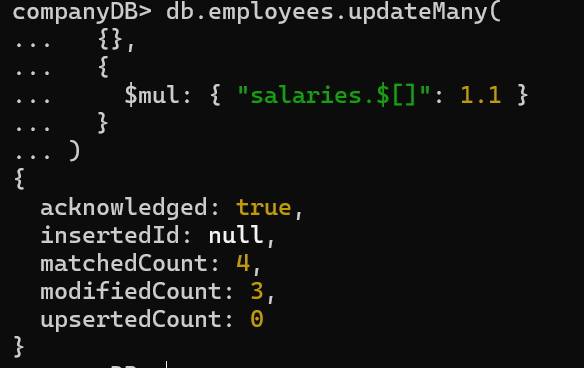 companyDB> db.employees.updateMany(
...   {},
...   {
...     $mul: { "salaries.$[]": 1.1 }
...   }
... )
{
  acknowledged: true,
  insertedId: null,
  matchedCount: 4,
  modifiedCount: 3,
  upsertedCount: 0
}